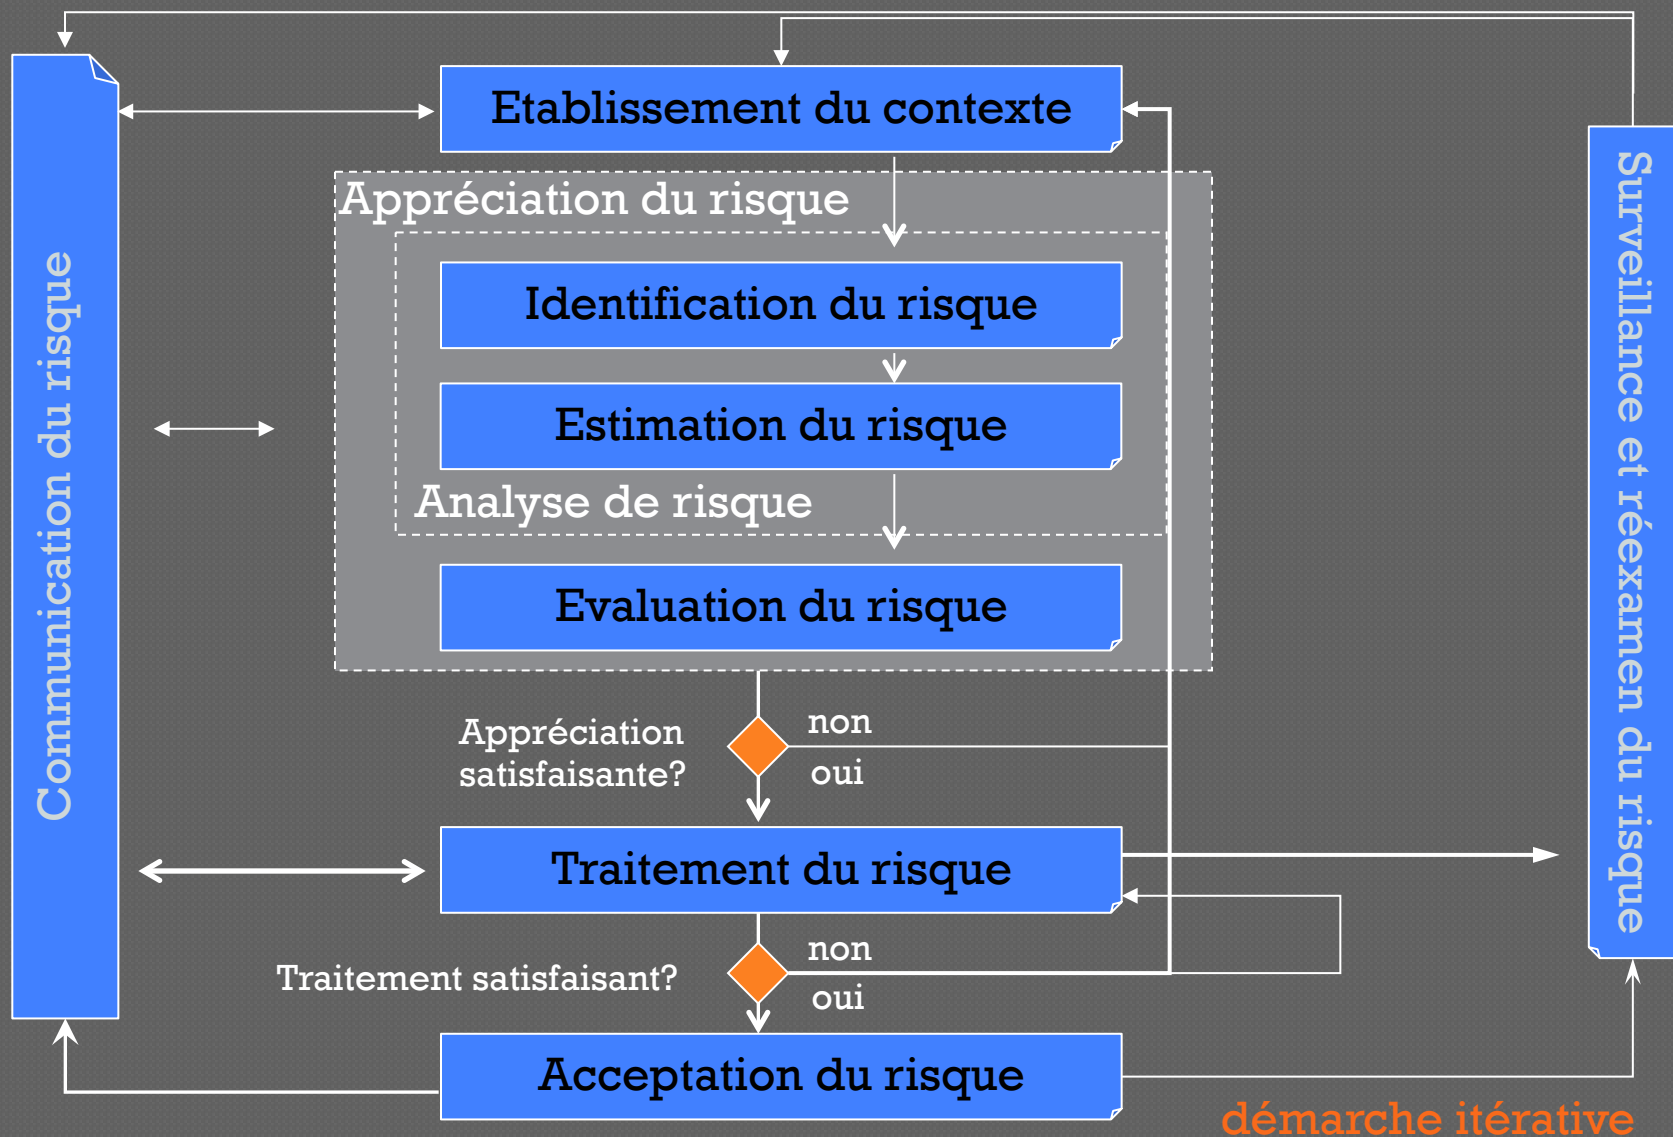 Etablissement du contexte
Appréciation du risque
Identification du risque
Estimation du risque
Analyse de risque
Evaluation du risque
Appréciation
satisfaisante?
non
oui
Traitement du risque
Traitement satisfaisant?
non
oui
Acceptation du risque
Communication du risque
Surveillance et réexamen du risque
démarche itérative